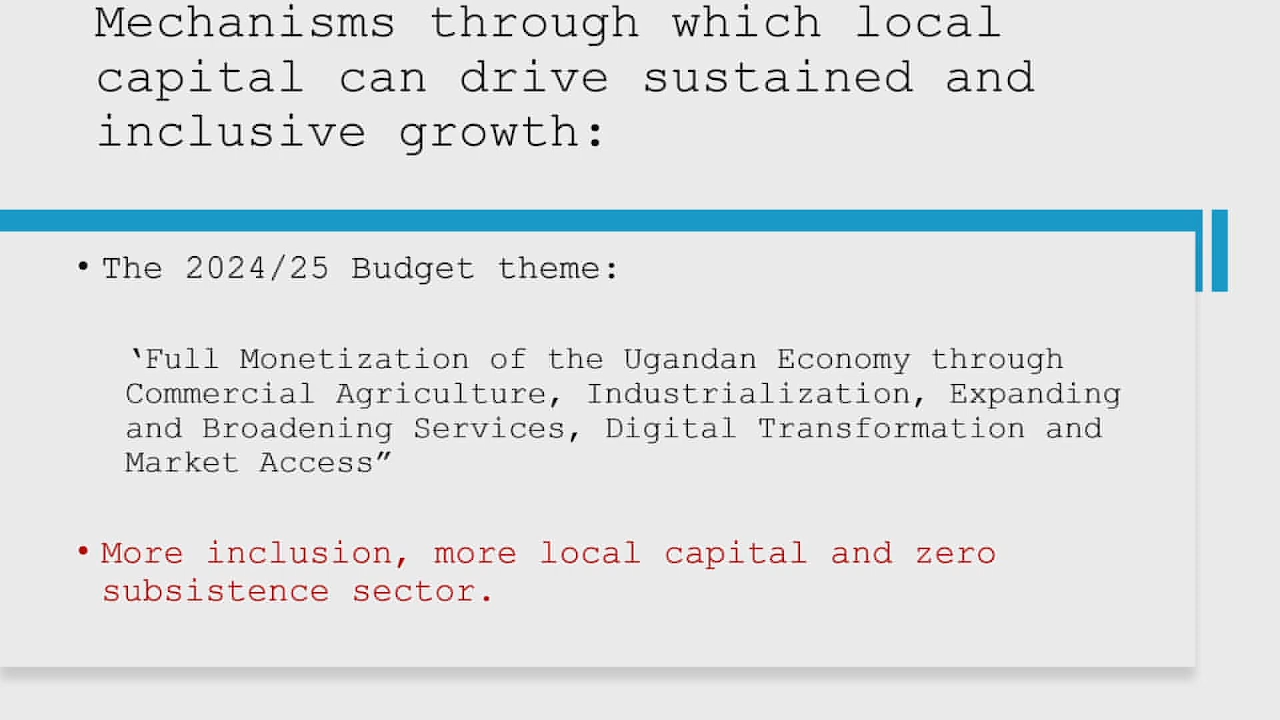 Mechanisms through which local
capital can drive sustained and
inclusive growth:
• The 2024/25 Budget theme:
‘Full Monetization of the Ugandan Economy through
Commercial Agriculture, Industrialization, Expanding
and Broadening Services, Digital Transformation and
Market Access”
• More inclusion, more local capital and zero
subsistence sector.